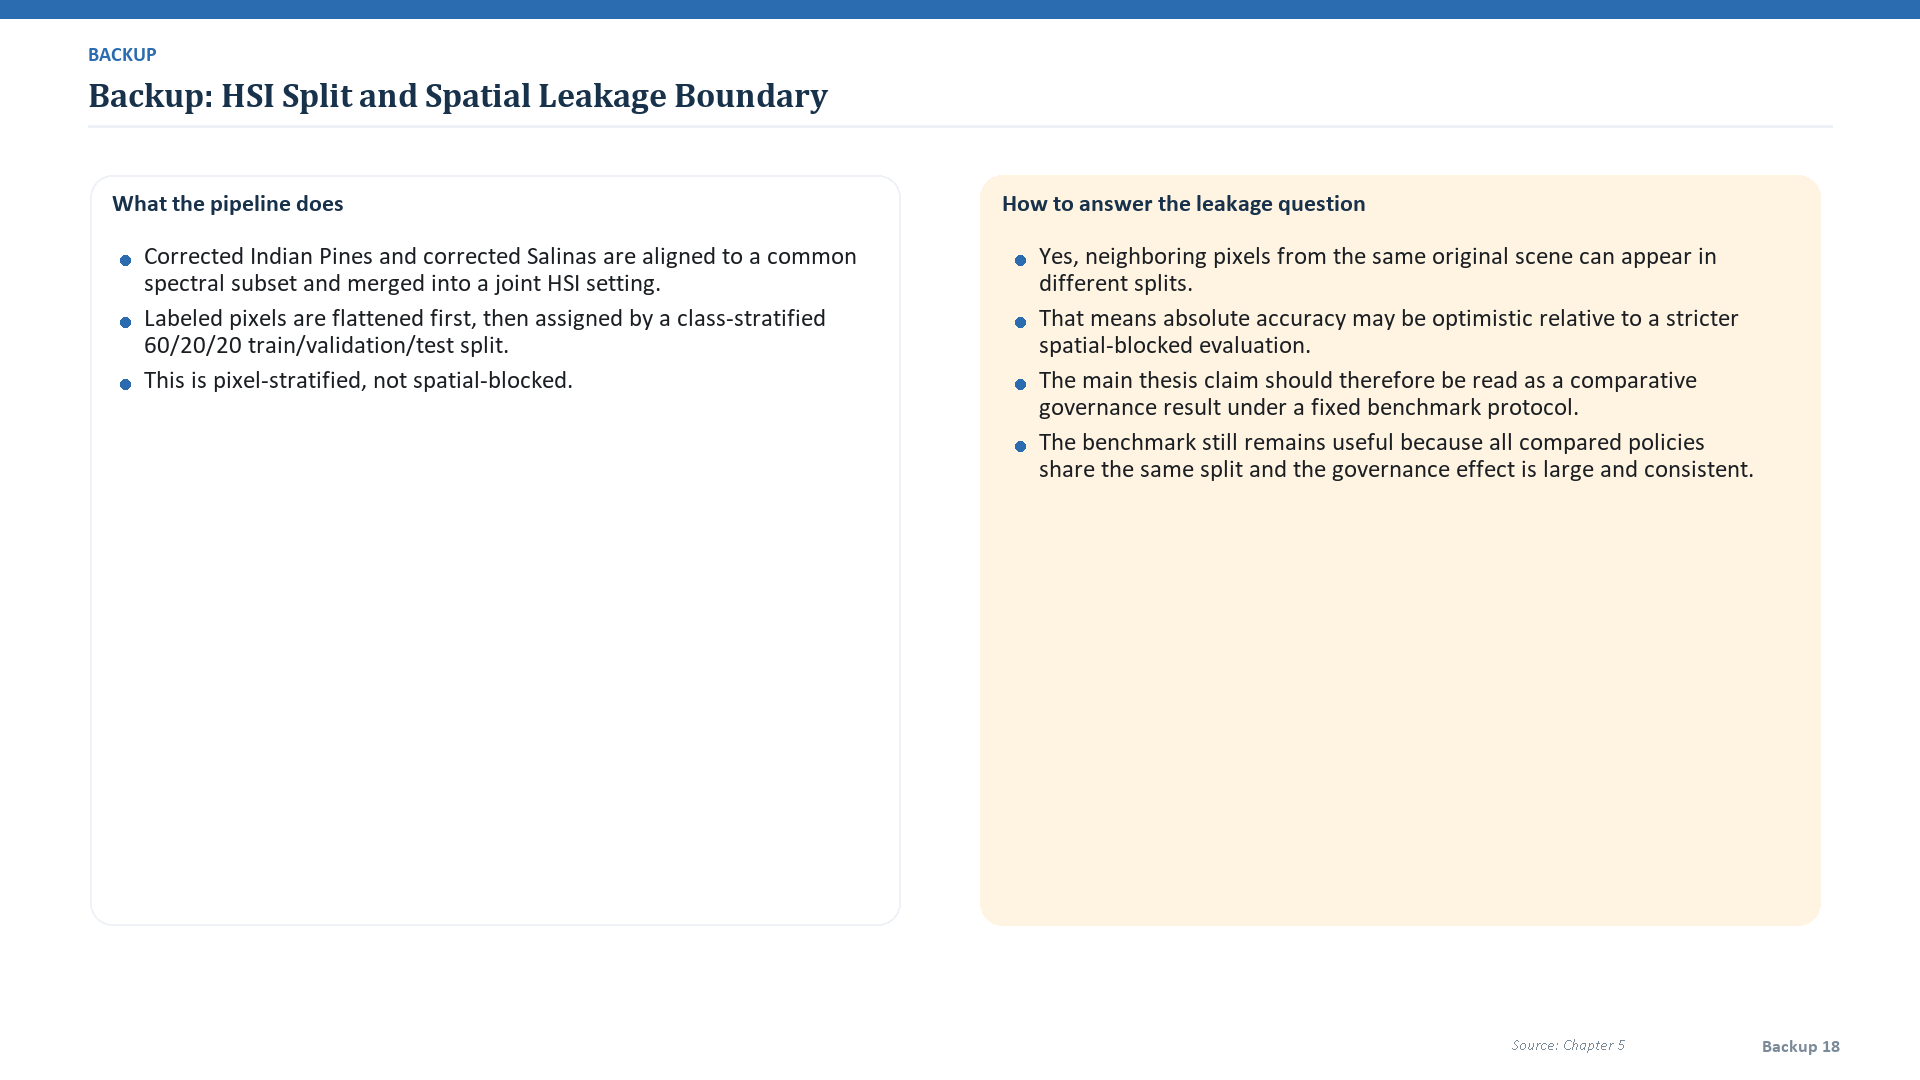 BACKUP
Backup: HSI Split and Spatial Leakage Boundary
What the pipeline does
Corrected Indian Pines and corrected Salinas are aligned to a common
spectral subset and merged into a joint HSI setting.
Labeled pixels are flattened first, then assigned by a class-stratified
60/20/20 train/validation/test split.
This is pixel-stratified, not spatial-blocked.
How to answer the leakage question
Yes, neighboring pixels from the same original scene can appear in
different splits.
That means absolute accuracy may be optimistic relative to a stricter
spatial-blocked evaluation.
The main thesis claim should therefore be read as a comparative
governance result under a fixed benchmark protocol.
The benchmark still remains useful because all compared policies
share the same split and the governance effect is large and consistent.
Source: Chapter 5
Backup 18